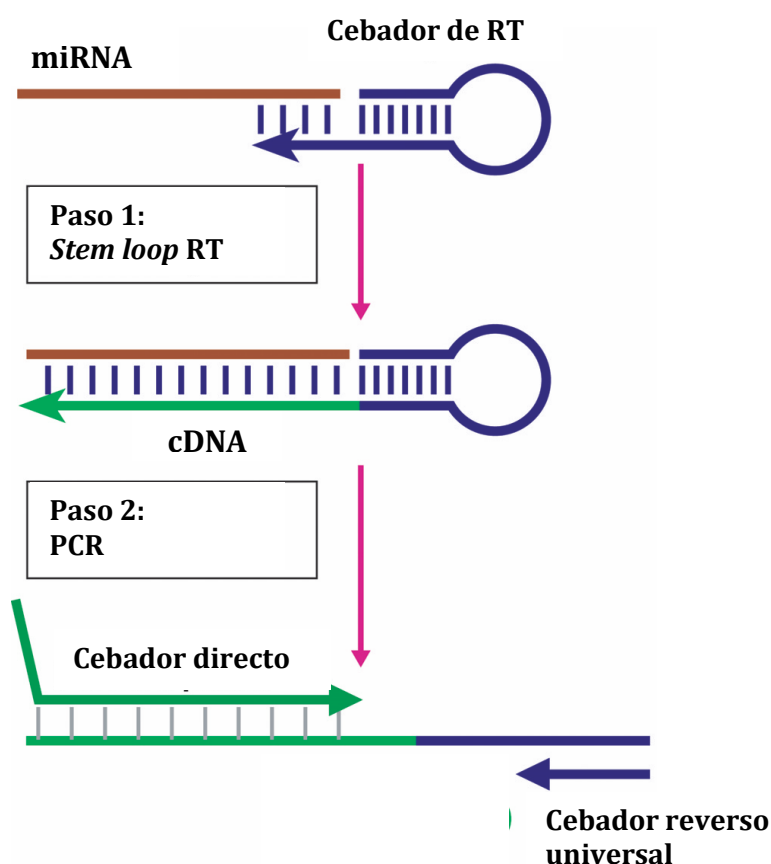 Cebador de RT
miRNA
Paso 1:
Stem loop RT
cDNA
Paso 2:
PCR
Cebador directo
Cebador reverso
universal